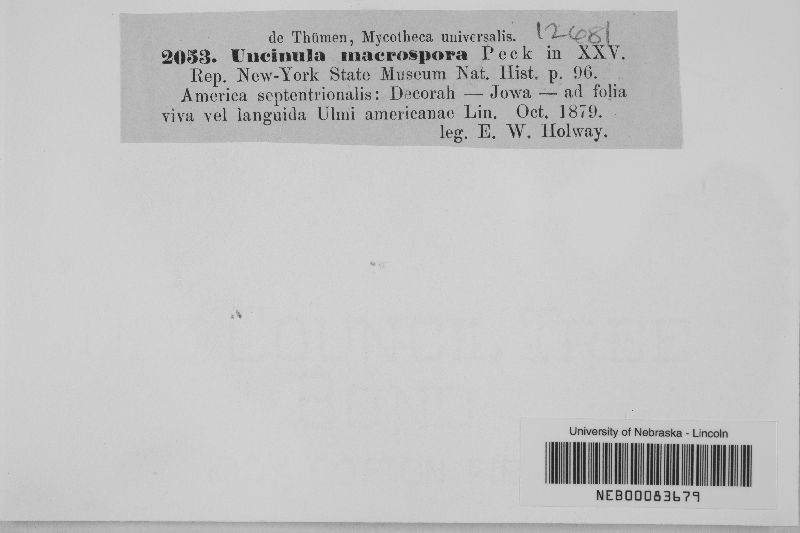 de Thümen, Mycotheca universalis. 12681
2053. Uncinula macrospora Peck in XXV.
Rep. New-York State Museum Nat. Hist. p. 96.
America septentrionalis: Decorah — Jowa — ad folia
viva vel languida Ulmi americanae Lin. Oct. 1879.
leg. E. W. Holway.
University of Nebraska - Lincoln
NEB00083679